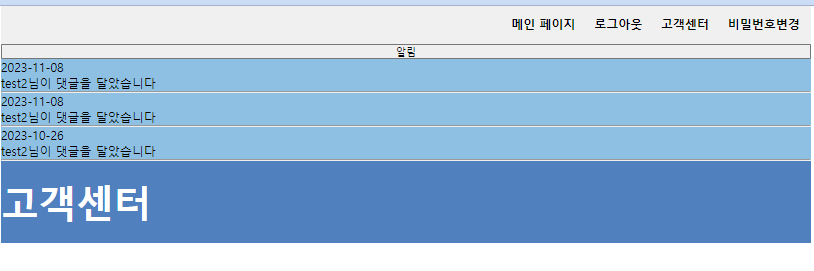 메인 페이지 로그아웃 고객센터 비밀번호변경
알림
2023-11-08
test2님이 댓글을 달았습니다
2023-11-08
test2님이 댓글을 달았습니다
2023-10-26
test2님이 댓글을 달았습니다
고객센터